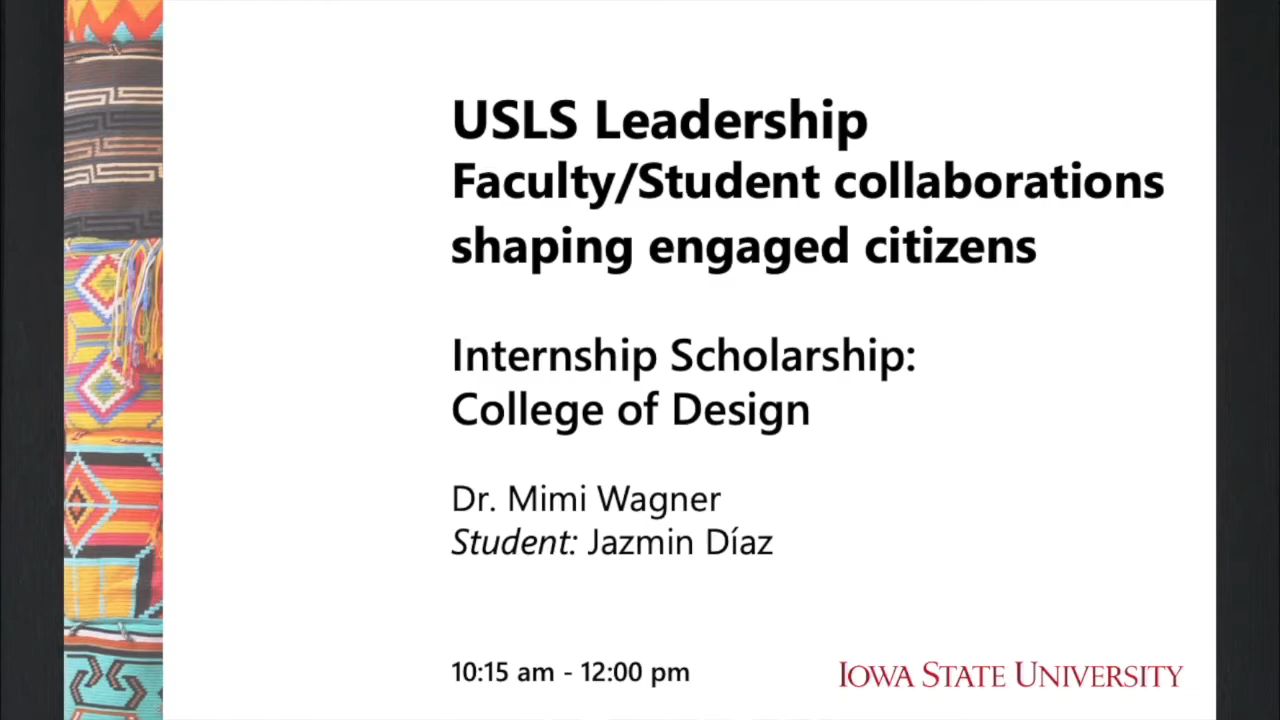 USLS Leadership
Faculty/Student collaborations
shaping engaged citizens
Internship Scholarship:
College of Design
Dr. Mimi Wagner
Student: Jazmin Díaz
10:15 am - 12:00 pm
IOWA STATE UNIVERSITY